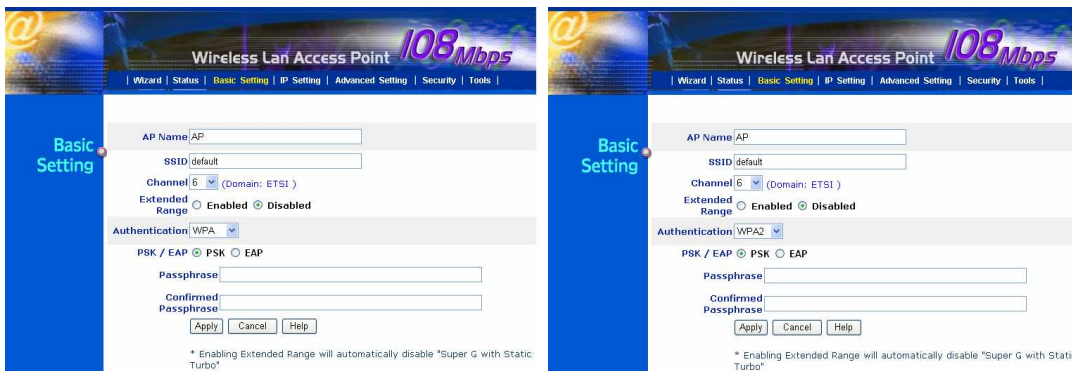 @
Wireless Lan Access Point 108Mbps
| Wizard | Status | Basic Setting | IP Setting | Advanced Setting | Security | Tools |
Basic
Setting
AP Name AP
SSID default
Channel 6 (Domain: ETSI )
Extended
Range Enabled Disabled
Authentication WPA
PSK / EAP PSK EAP
Passphrase
Confirmed
Passphrase
Apply Cancel Help
* Enabling Extended Range will automatically disable "Super G with Static
Turbo"
@
Wireless Lan Access Point 108Mbps
| Wizard | Status | Basic Setting | IP Setting | Advanced Setting | Security | Tools |
Basic
Setting
AP Name AP
SSID default
Channel 6 (Domain: ETSI )
Extended
Range Enabled Disabled
Authentication WPA2
PSK / EAP PSK EAP
Passphrase
Confirmed
Passphrase
Apply Cancel Help
* Enabling Extended Range will automatically disable "Super G with Stati
Turbo"